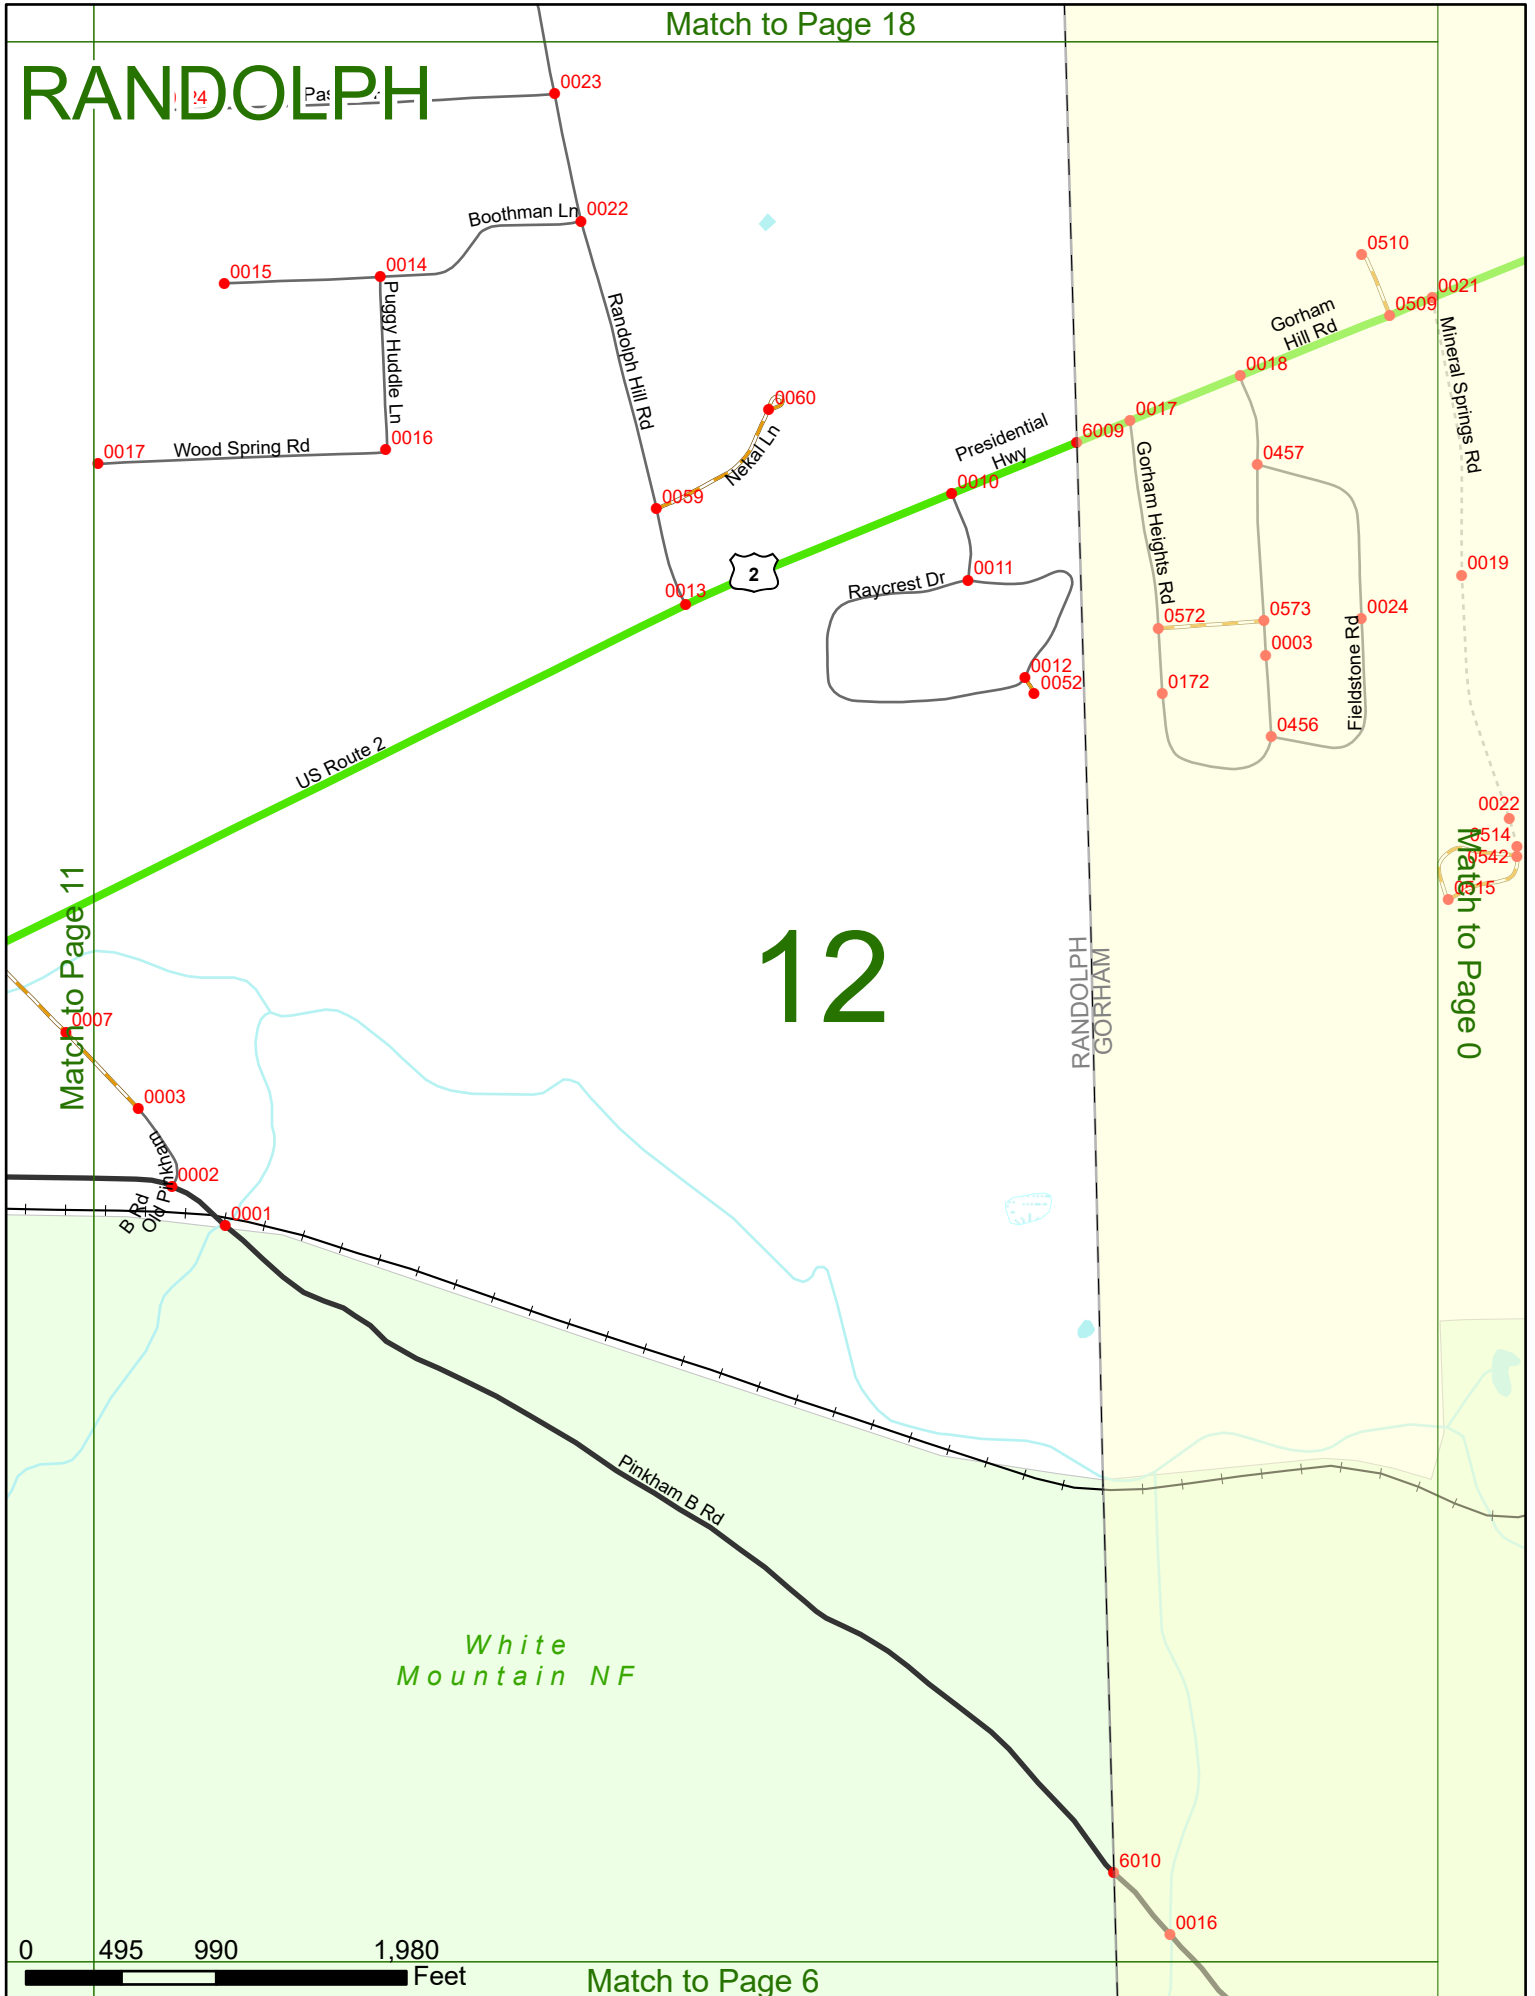 Match to Page 18
RANDOLPH
0023
Boothman Ln
0022
0015
0014
Puggy Huddle Ln
Randolph Hill Rd
0017
Wood Spring Rd
0016
0060
Nekal Ln
0059
0013
2
US Route 2
Presidential
Hwy
6009
0010
0011
Raycrest Dr
0012
0052
0510
0509
0021
Gorham
Hill Rd
0018
0017
0457
Mineral Springs Rd
Gorham Heights Rd
0019
0572
0573
0003
0024
Fieldstone Rd
0172
0456
0022
0514
0542
0515
Match to Page 11
Match to Page 0
12
RANDOLPH
GORHAM
0007
0003
0002
0001
Old Pinkham
B Rd
Pinkham B Rd
White
Mountain NF
6010
0016
0 495 990 1,980
Feet
Match to Page 6